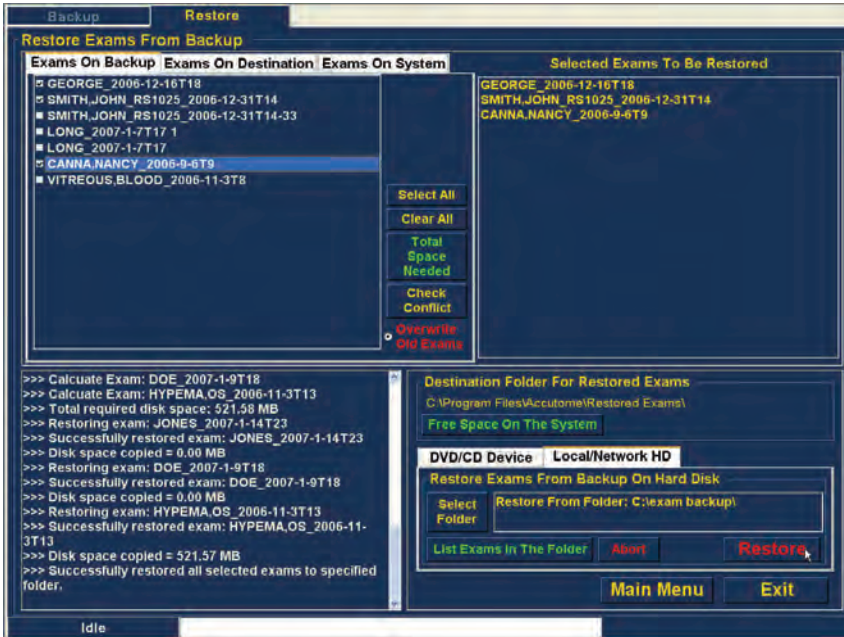 Backup
Restore
Restore Exams From Backup
Exams On Backup
Exams On Destination
Exams On System
GEORGE_2006-12-16T18
SMITH,JOHN_RS1025_2006-12-31T14
SMITH,JOHN_RS1025_2006-12-31T14-33
LONG_2007-1-7T17 1
LONG_2007-1-7T17
CANNA,NANCY_2006-9-6T9
VITREOUS,BLOOD_2006-11-3T8
Select All
Clear All
Total
Space
Needed
Check
Conflict
Overwrite
Old Exams
Selected Exams To Be Restored
GEORGE_2006-12-16T18
SMITH,JOHN_RS1025_2006-12-31T14
CANNA,NANCY_2006-9-6T9
>>> Calcuate Exam: DOE_2007-1-9T18
>>> Calcuate Exam: HYPEMA,OS_2006-11-3T13
>>> Total required disk space: 521.58 MB
>>> Restoring exam: JONES_2007-1-14T23
>>> Successfully restored exam: JONES_2007-1-14T23
>>> Disk space copied = 0.00 MB
>>> Restoring exam: DOE_2007-1-9T18
>>> Successfully restored exam: DOE_2007-1-9T18
>>> Disk space copied = 0.00 MB
>>> Restoring exam: HYPEMA,OS_2006-11-3T13
>>> Successfully restored exam: HYPEMA,OS_2006-11-
3T13
>>> Disk space copied = 521.57 MB
>>> Successfully restored all selected exams to specified
folder.
Destination Folder For Restored Exams
C:\Program Files\Accutome\Restored Exams\
Free Space On The System
DVD/CD Device
Local/Network HD
Restore Exams From Backup On Hard Disk
Select
Folder
Restore From Folder: C:\exam backup\
List Exams In The Folder
Abort
Restore
Main Menu
Exit
Idle